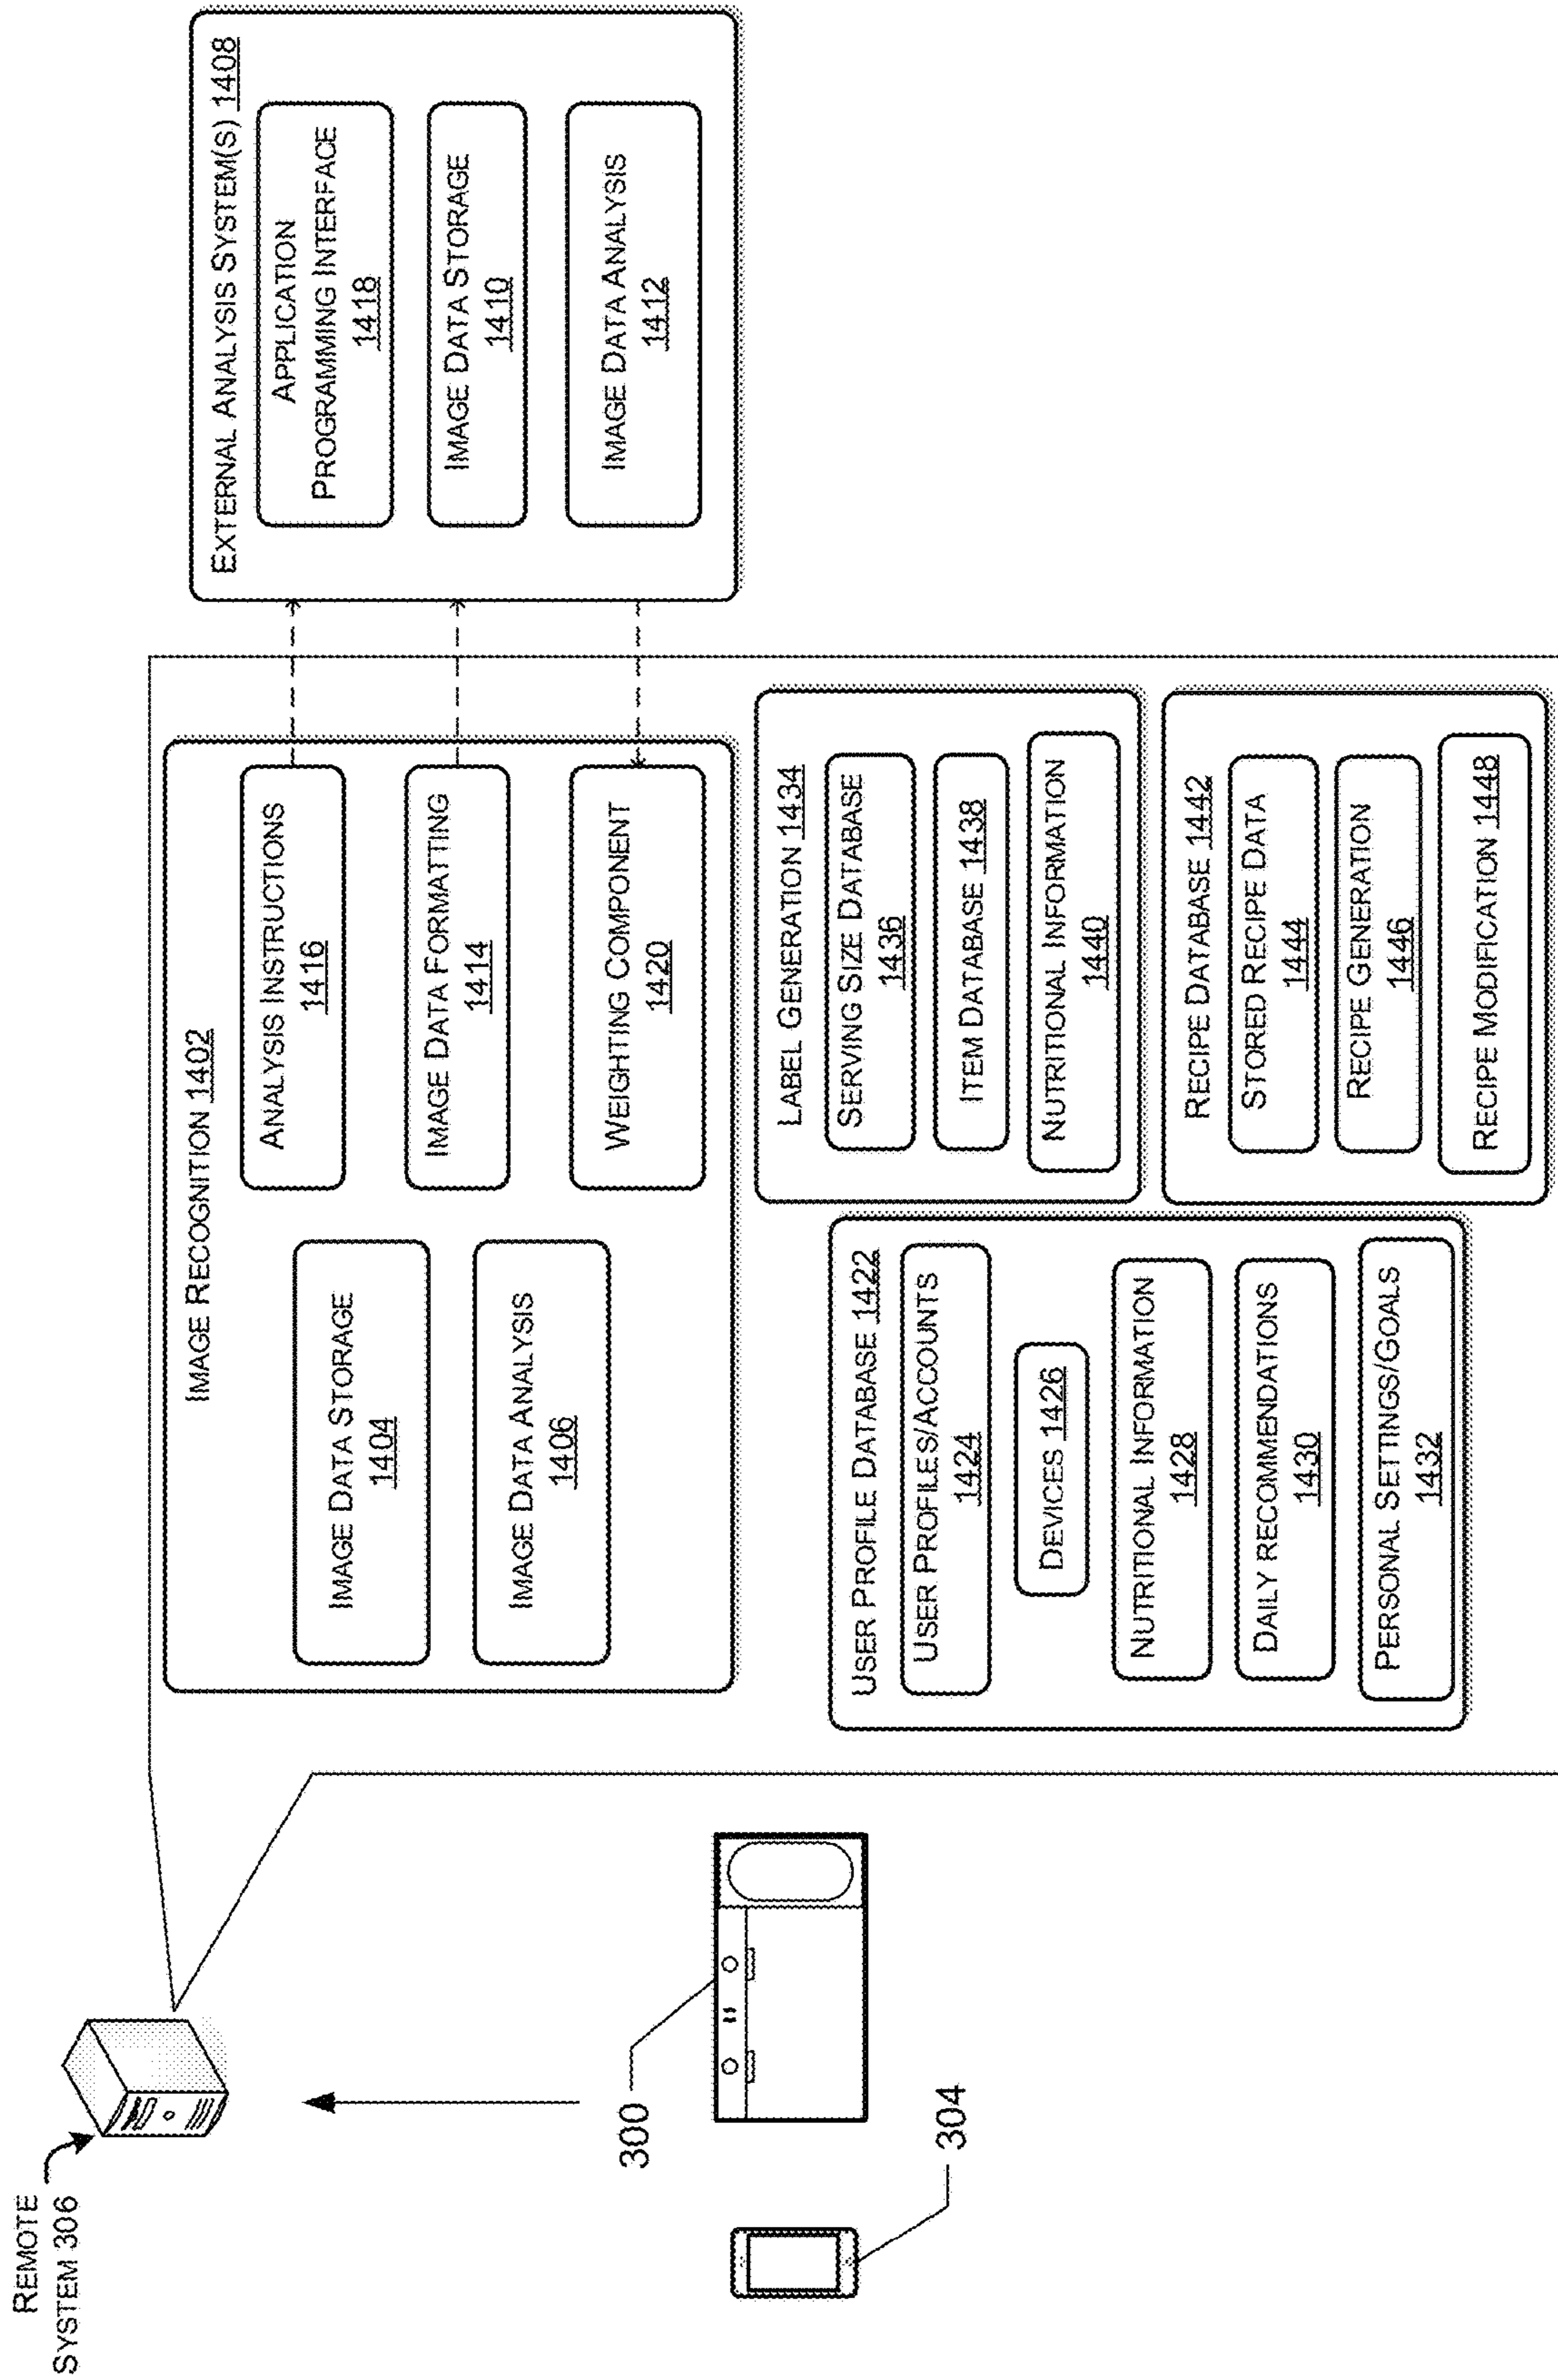 REMOTE
SYSTEM 306
300
304
IMAGE RECOGNITION 1402
IMAGE DATA STORAGE
1404
IMAGE DATA ANALYSIS
1406
ANALYSIS INSTRUCTIONS
1416
IMAGE DATA FORMATTING
1414
WEIGHTING COMPONENT
1420
EXTERNAL ANALYSIS SYSTEM(S) 1408
APPLICATION
PROGRAMMING INTERFACE
1418
IMAGE DATA STORAGE
1410
IMAGE DATA ANALYSIS
1412
USER PROFILE DATABASE 1422
USER PROFILES/ACCOUNTS
1424
DEVICES 1426
NUTRITIONAL INFORMATION
1428
DAILY RECOMMENDATIONS
1430
PERSONAL SETTINGS/GOALS
1432
LABEL GENERATION 1434
SERVING SIZE DATABASE
1436
ITEM DATABASE 1438
NUTRITIONAL INFORMATION
1440
RECIPE DATABASE 1442
STORED RECIPE DATA
1444
RECIPE GENERATION
1446
RECIPE MODIFICATION 1448